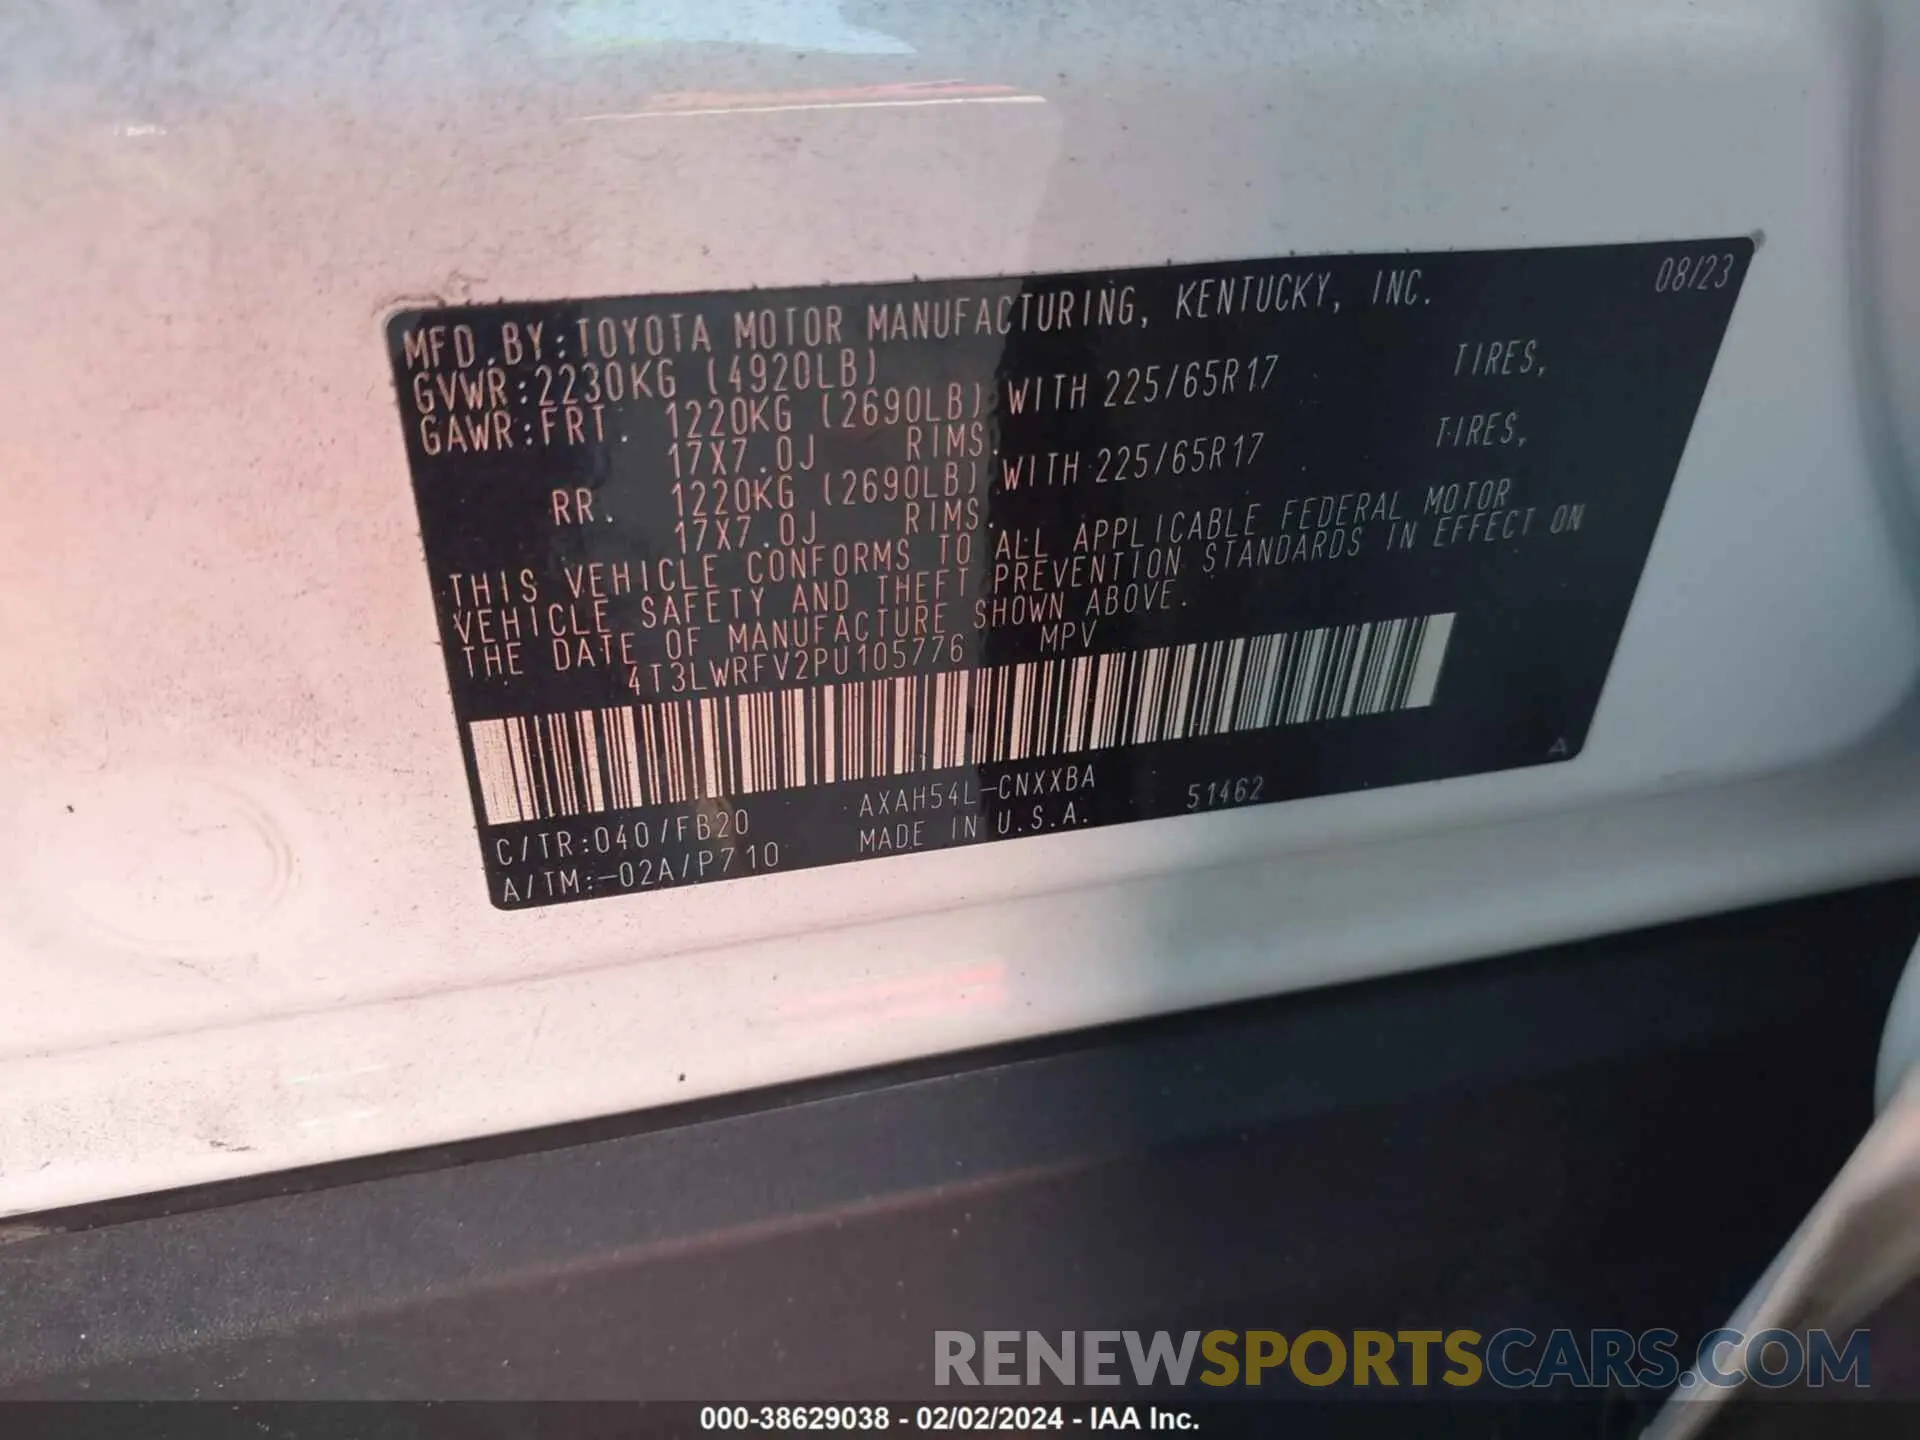 MFD.BY:TOYOTA MOTOR MANUFACTURING, KENTUCKY, INC. 08/23
GVWR:2230KG (4920LB)
GAWR:FRT. 1220KG (2690LB) WITH 225/65R17 TIRES,
17X7.0J RIMS.
RR. 1220KG (2690LB) WITH 225/65R17 TIRES,
17X7.0J RIMS.
THIS VEHICLE CONFORMS TO ALL APPLICABLE FEDERAL MOTOR
VEHICLE SAFETY AND THEFT PREVENTION STANDARDS IN EFFECT ON
THE DATE OF MANUFACTURE SHOWN ABOVE.
4T3LWRFV2PU105776 MPV
A
C/TR:040/FB20 AXAH54L-CNXXBA 51462
A/TM:-02A/P710 MADE IN U.S.A.
RENEWSPORTSCARS.COM
000-38629038 - 02/02/2024 - IAA Inc.